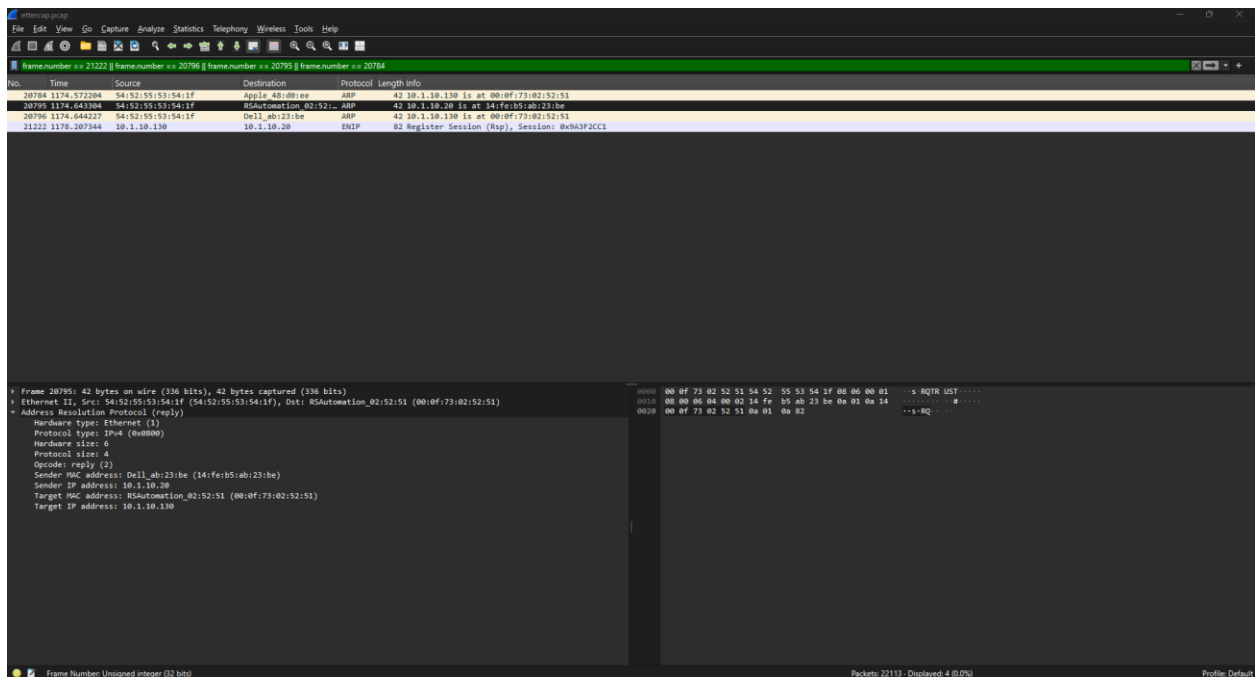 ettercap.pcap
File Edit View Go Capture Analyze Statistics Telephony Wireless Tools Help
frame.number == 21222 || frame.number == 20796 || frame.number == 20795 || frame.number == 20784
No. Time Source Destination Protocol Length Info
20784 1174.572204 54:52:55:53:54:1f Apple_48:d0:ee ARP 42 10.1.10.130 is at 00:0f:73:02:52:51
20795 1174.643304 54:52:55:53:54:1f RSAutomation_02:52:… ARP 42 10.1.10.20 is at 14:fe:b5:ab:23:be
20796 1174.644227 54:52:55:53:54:1f Dell_ab:23:be ARP 42 10.1.10.130 is at 00:0f:73:02:52:51
21222 1178.207344 10.1.10.130 10.1.10.20 ENIP 82 Register Session (Rsp), Session: 0x9A3F2CC1
Frame 20795: 42 bytes on wire (336 bits), 42 bytes captured (336 bits)
Ethernet II, Src: 54:52:55:53:54:1f (54:52:55:53:54:1f), Dst: RSAutomation_02:52:51 (00:0f:73:02:52:51)
Address Resolution Protocol (reply)
Hardware type: Ethernet (1)
Protocol type: IPv4 (0x0800)
Hardware size: 6
Protocol size: 4
Opcode: reply (2)
Sender MAC address: Dell_ab:23:be (14:fe:b5:ab:23:be)
Sender IP address: 10.1.10.20
Target MAC address: RSAutomation_02:52:51 (00:0f:73:02:52:51)
Target IP address: 10.1.10.130
0000 00 0f 73 02 52 51 54 52 55 53 54 1f 08 06 00 01 ··s·RQTR UST·····
0010 08 00 06 04 00 02 14 fe b5 ab 23 be 0a 01 0a 14 ········ ··#·····
0020 00 0f 73 02 52 51 0a 01 0a 82 ··s·RQ·· ··
Frame Number: Unsigned integer (32 bits)
Packets: 22113 · Displayed: 4 (0.0%)
Profile: Default